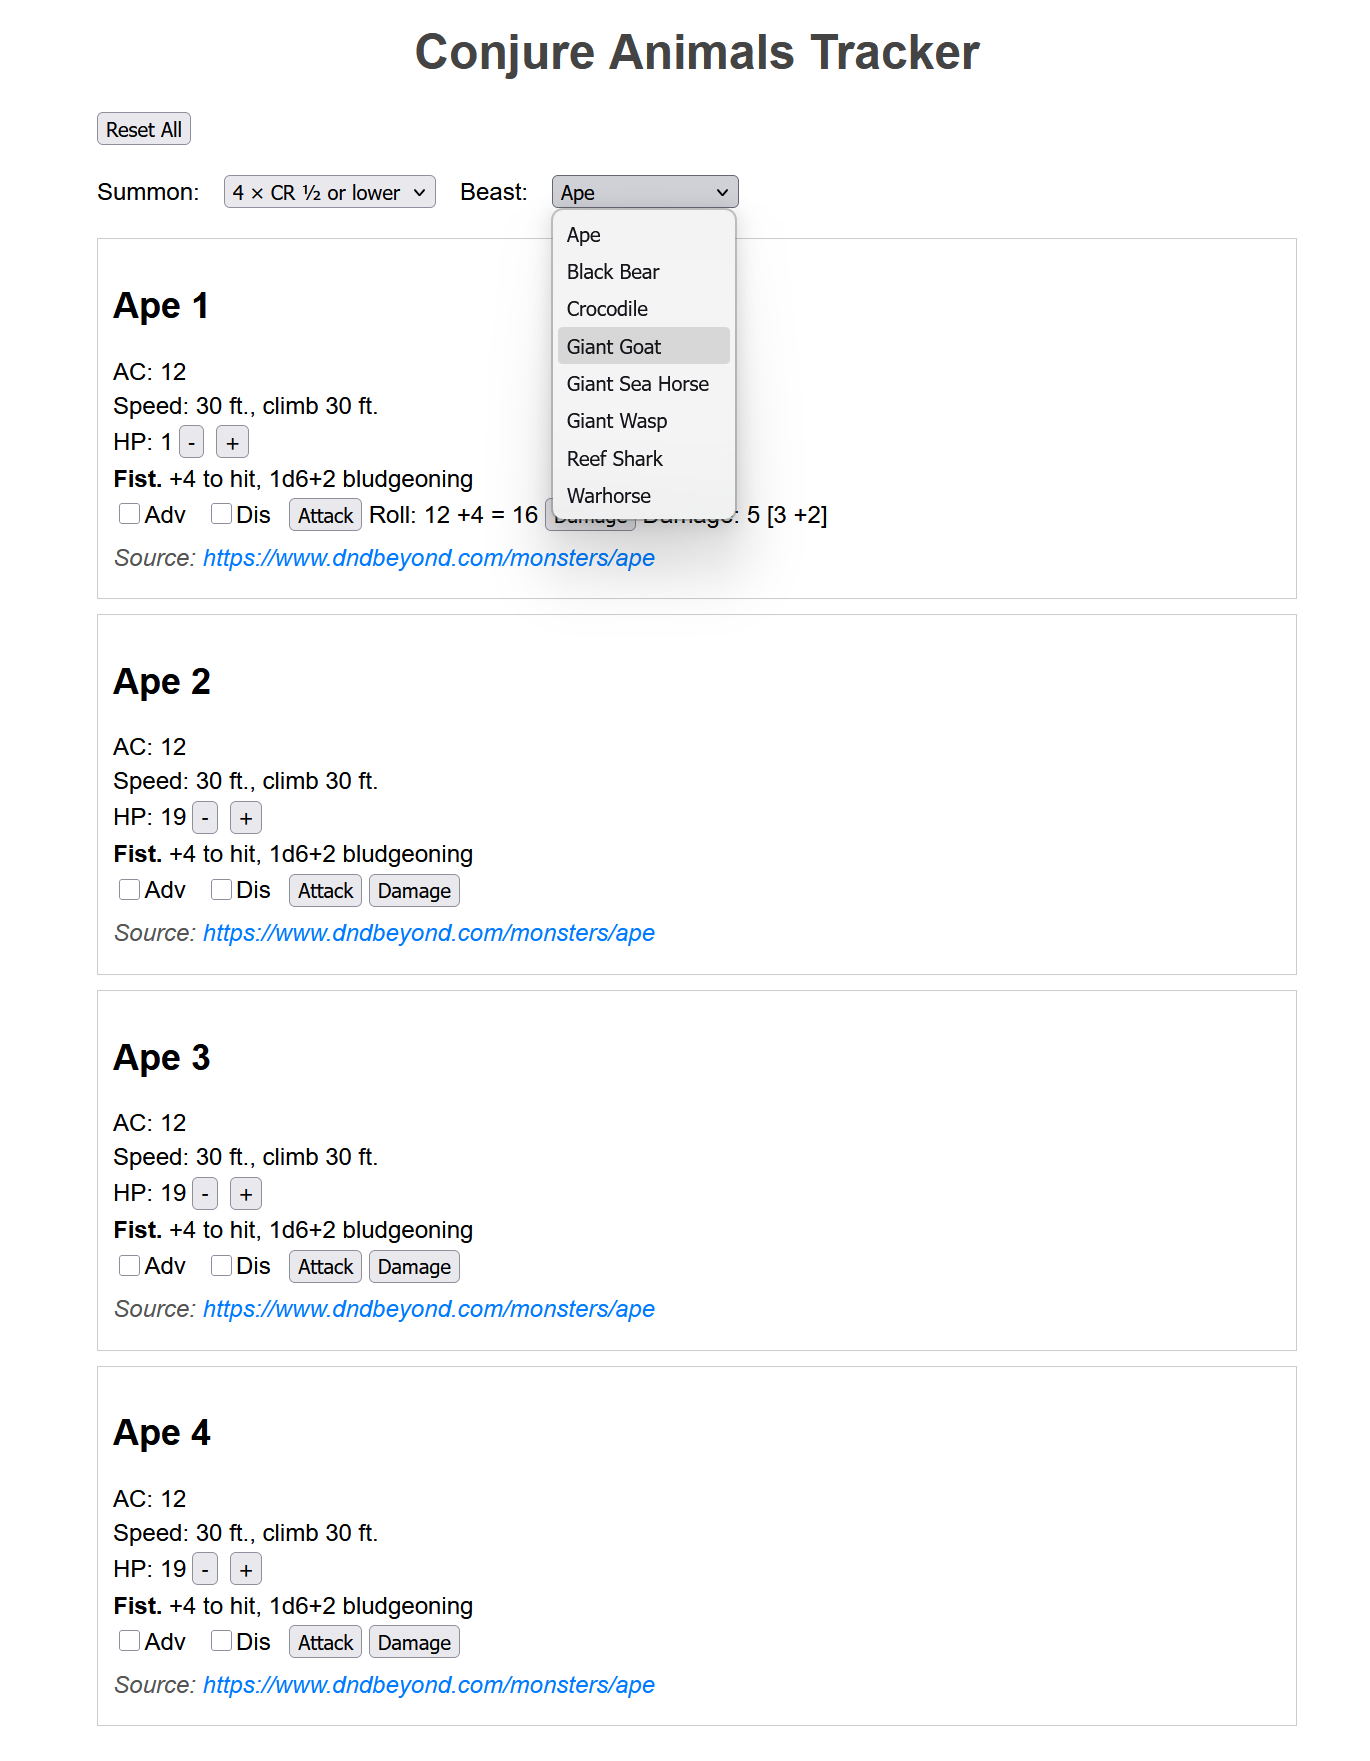 Conjure Animals Tracker
Reset All
Summon: 4 × CR ½ or lower Beast: Ape
Ape
Black Bear
Crocodile
Giant Goat
Giant Sea Horse
Giant Wasp
Reef Shark
Warhorse
Ape 1
AC: 12
Speed: 30 ft., climb 30 ft.
HP: 1 - +
Fist. +4 to hit, 1d6+2 bludgeoning
Adv Dis Attack Roll: 12 +4 = 16 Damage Damage: 5 [3 +2]
Source: https://www.dndbeyond.com/monsters/ape
Ape 2
AC: 12
Speed: 30 ft., climb 30 ft.
HP: 19 - +
Fist. +4 to hit, 1d6+2 bludgeoning
Adv Dis Attack Damage
Source: https://www.dndbeyond.com/monsters/ape
Ape 3
AC: 12
Speed: 30 ft., climb 30 ft.
HP: 19 - +
Fist. +4 to hit, 1d6+2 bludgeoning
Adv Dis Attack Damage
Source: https://www.dndbeyond.com/monsters/ape
Ape 4
AC: 12
Speed: 30 ft., climb 30 ft.
HP: 19 - +
Fist. +4 to hit, 1d6+2 bludgeoning
Adv Dis Attack Damage
Source: https://www.dndbeyond.com/monsters/ape